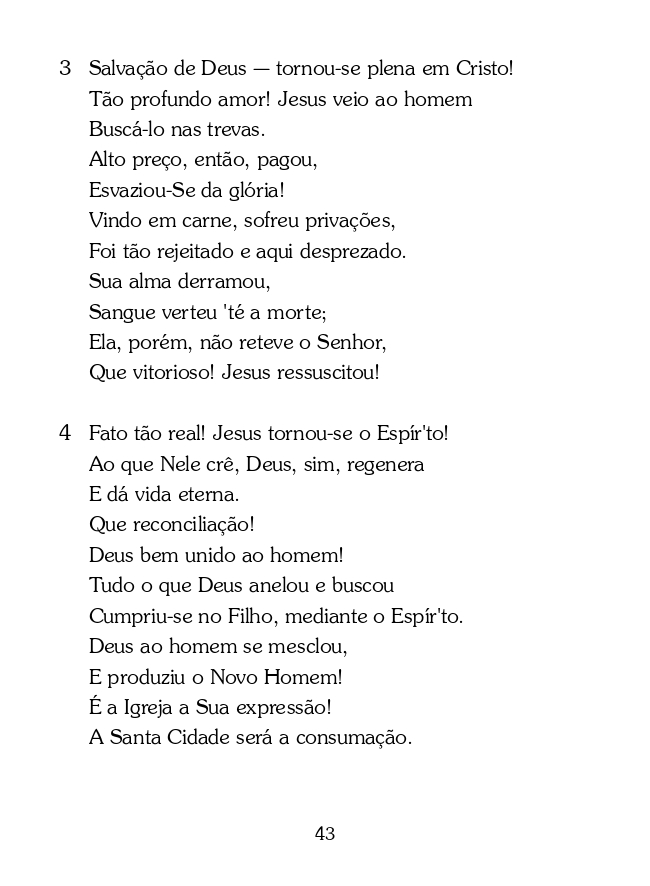 3 Salvação de Deus — tornou-se plena em Cristo!
Tão profundo amor! Jesus veio ao homem
Buscá-lo nas trevas.
Alto preço, então, pagou,
Esvaziou-Se da glória!
Vindo em carne, sofreu privações,
Foi tão rejeitado e aqui desprezado.
Sua alma derramou,
Sangue verteu 'té a morte;
Ela, porém, não reteve o Senhor,
Que vitorioso! Jesus ressuscitou!
4 Fato tão real! Jesus tornou-se o Espír'to!
Ao que Nele crê, Deus, sim, regenera
E dá vida eterna.
Que reconciliação!
Deus bem unido ao homem!
Tudo o que Deus anelou e buscou
Cumpriu-se no Filho, mediante o Espír'to.
Deus ao homem se mesclou,
E produziu o Novo Homem!
É a Igreja a Sua expressão!
A Santa Cidade será a consumação.
43